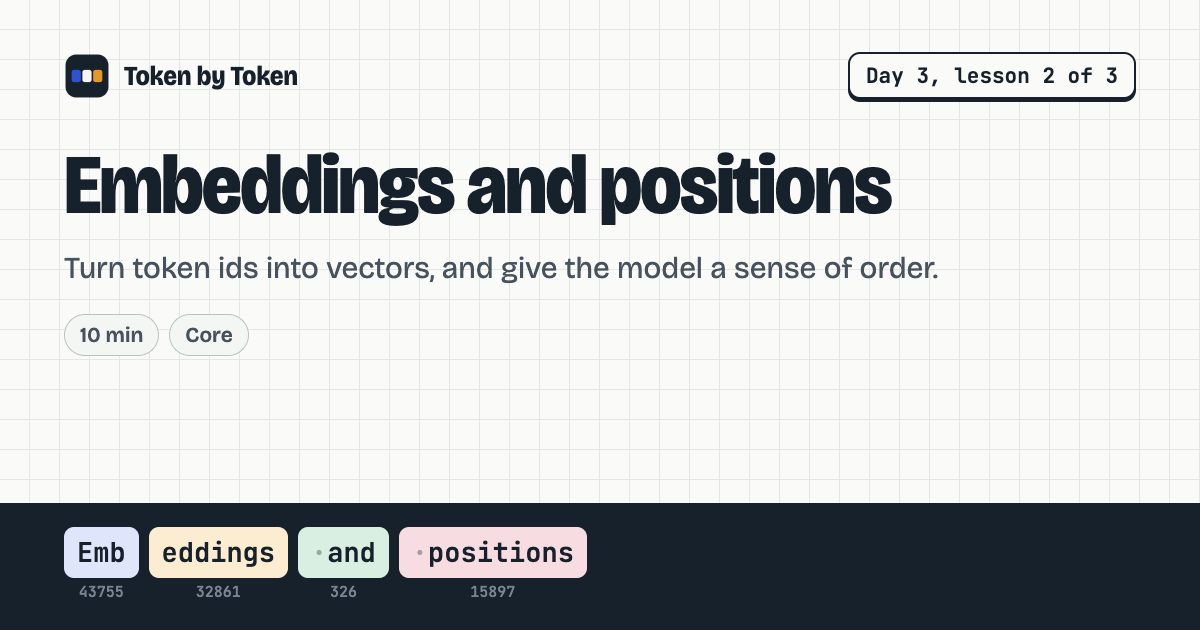 Token by Token
Day 3, lesson 2 of 3
Embeddings and positions
Turn token ids into vectors, and give the model a sense of order.
10 min Core
Emb eddings ·and ·positions
43755 32861 326 15897